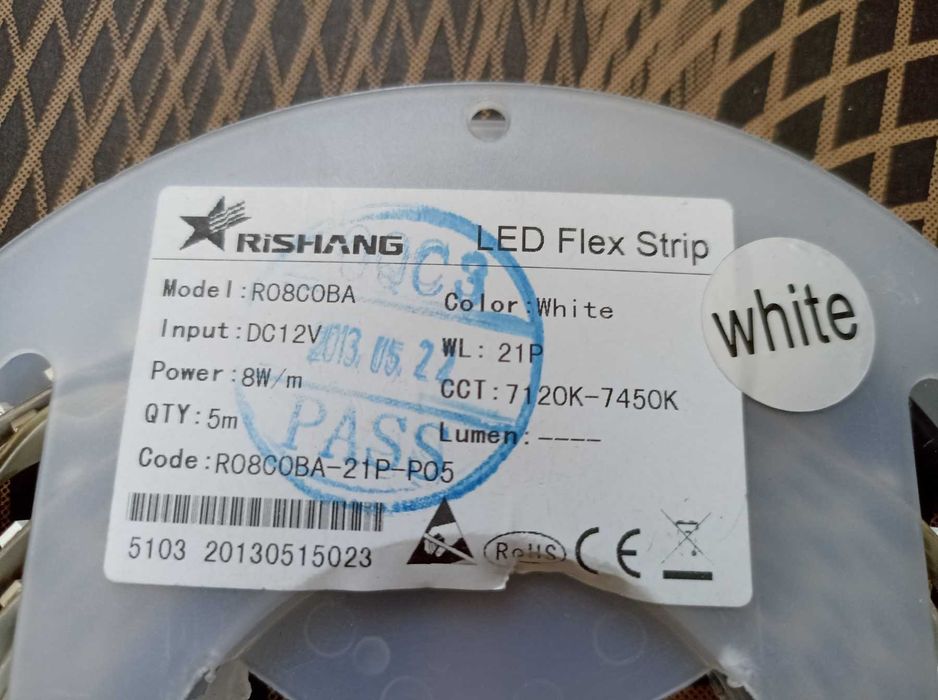 RiSHANG
LED Flex Strip
Model:R08C0BA
Color:White
Input:DC12V
WL: 21P
Power:8W/m
CCT:7120K-7450K
QTY:5m
Lumen:----
Code:R08C0BA-21P-P05
5103 20130515023
RoHS
CE
white
QC3
2013.05.22
PASS